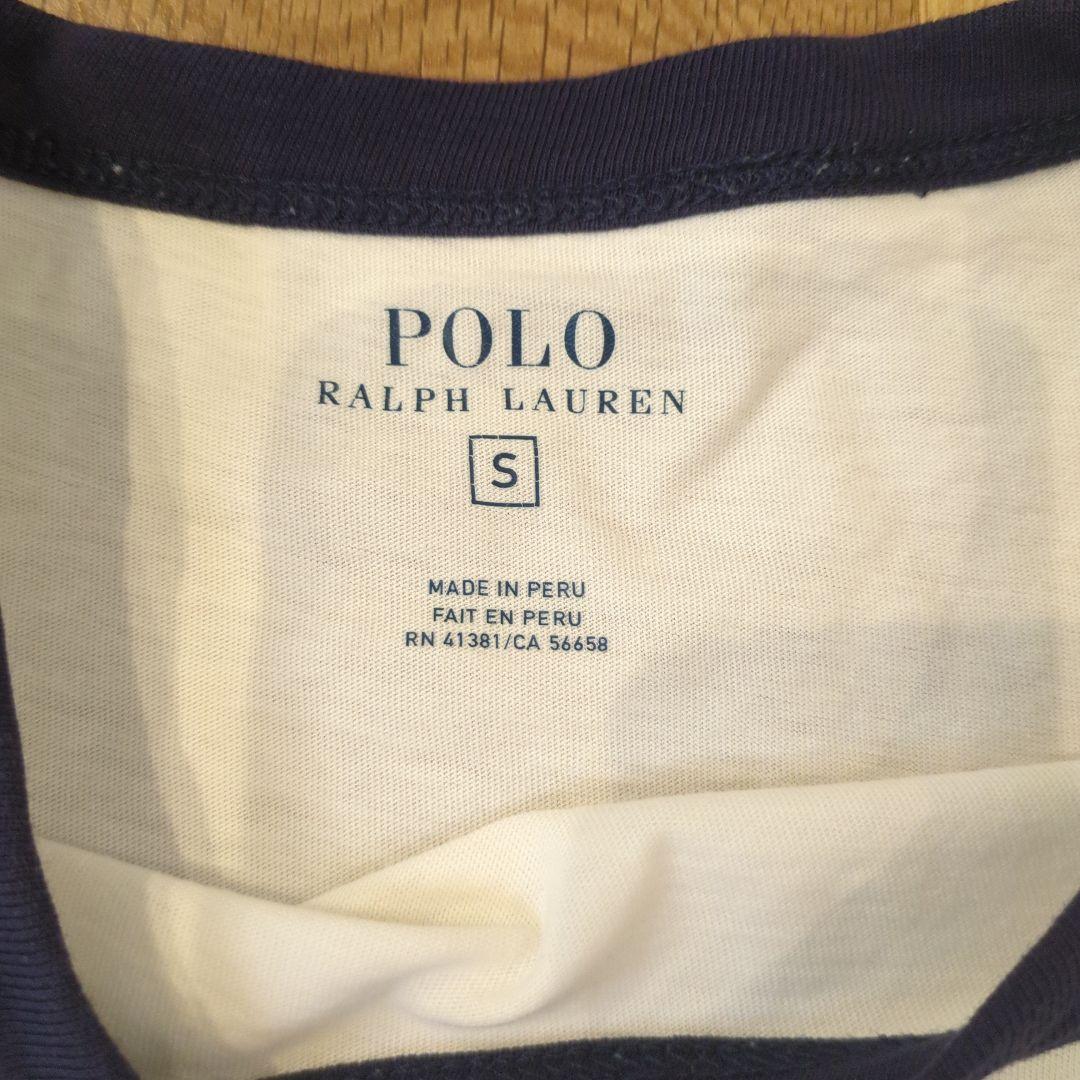 POLO
RALPH LAUREN
S
MADE IN PERU
FAIT EN PERU
RN 41381/CA 56658